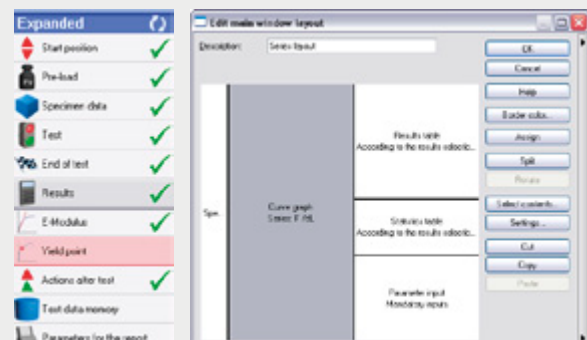 Expanded
Start position
Pre-load
Specimen data
Test
End of test
Results
E-Modulus
Yield point
Actions after test
Test data memory
Parameters for the report
Edit main window layout
Description:
Series layout
OK
Cancel
Help
Border color...
Assign
Split
Rotate
Select contents...
Settings...
Cut
Copy
Paste
Spe..
Curve graph
Results table
According to the results selectio...
Statistics table
According to the results selectio...
Parameter input
Mandatory inputs